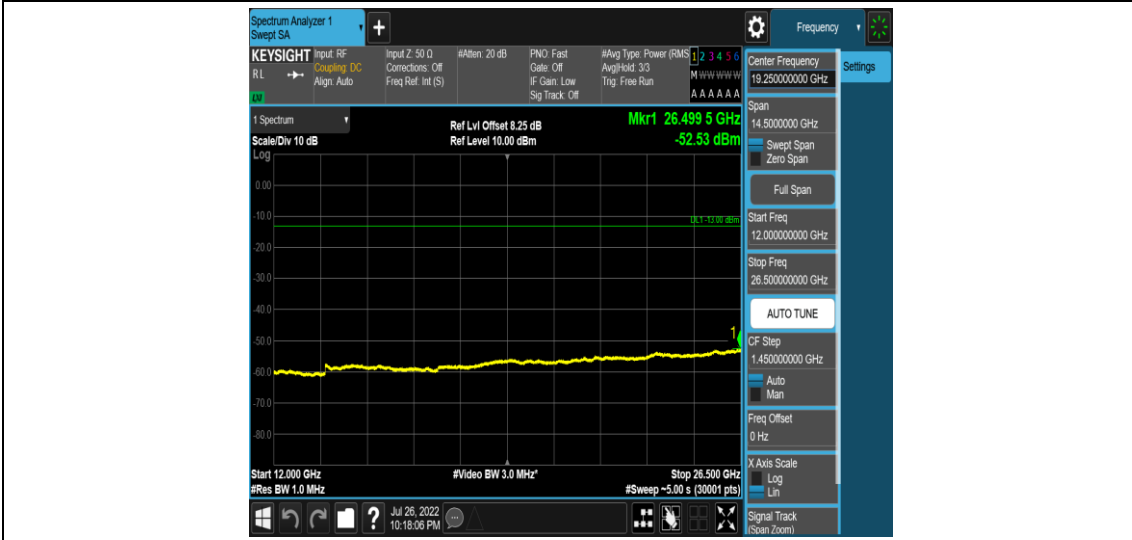 Spectrum Analyzer 1
Swept SA
+
Frequency
KEYSIGHT
RL
Input: RF
Coupling: DC
Align: Auto
Input Z: 50 Ω
Corrections: Off
Freq Ref: Int (S)
#Atten: 20 dB
PNO: Fast
Gate: Off
IF Gain: Low
Sig Track: Off
#Avg Type: Power (RMS
Avg|Hold: 3/3
Trig: Free Run
1 2 3 4 5 6
M W W W W W
A A A A A A
1 Spectrum
Scale/Div 10 dB
Log
Ref Lvl Offset 8.25 dB
Ref Level 10.00 dBm
Mkr1 26.499 5 GHz
-52.53 dBm
0.00
-10.0
DL1 -13.00 dBm
-20.0
-30.0
-40.0
1
-50.0
-60.0
-70.0
-80.0
Start 12.000 GHz
#Res BW 1.0 MHz
#Video BW 3.0 MHz*
Stop 26.500 GHz
#Sweep ~5.00 s (30001 pts)
?
Jul 26, 2022
10:18:06 PM
Center Frequency
19.250000000 GHz
Settings
Span
14.5000000 GHz
Swept Span
Zero Span
Full Span
Start Freq
12.000000000 GHz
Stop Freq
26.500000000 GHz
AUTO TUNE
CF Step
1.450000000 GHz
Auto
Man
Freq Offset
0 Hz
X Axis Scale
Log
Lin
Signal Track
(Span Zoom)